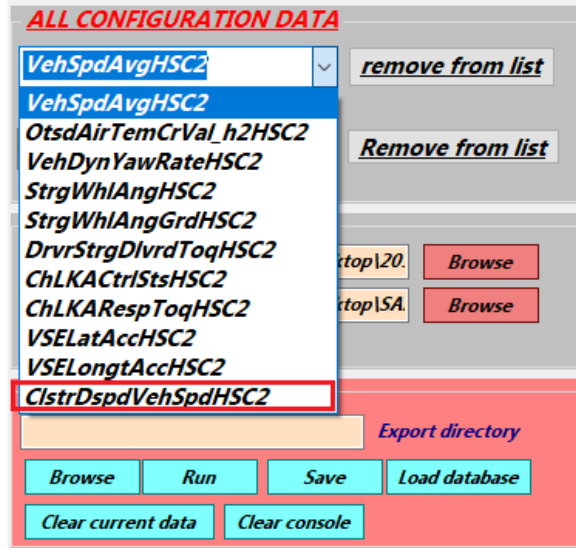 ALL CONFIGURATION DATA
VehSpdAvgHSC2 remove from list
VehSpdAvgHSC2
OtsdAirTemCrVal_h2HSC2
Remove from list
VehDynYawRateHSC2
StrgWhlAngHSC2
StrgWhlAngGrdHSC2
DrvrStrgDlvrdToqHSC2
ktop\20. Browse
ChLKACtrlStsHSC2
ChLKARespToqHSC2
ktop\SA. Browse
VSELatAccHSC2
VSELongtAccHSC2
ClstrDspdVehSpdHSC2
Export directory
Browse Run Save Load database
Clear current data Clear console